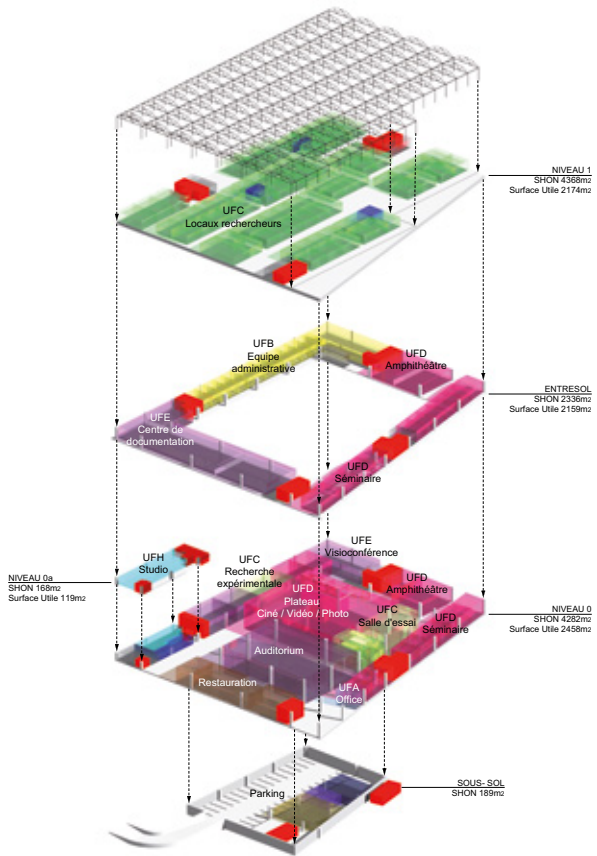 NIVEAU 1
SHON 4368m2
Surface Utile 2174m2
UFC
Locaux rechercheurs
UFB
Equipe
administrative
UFD
Amphithéâtre
ENTRESOL
SHON 2336m2
Surface Utile 2159m2
UFE
Centre de
documentation
UFD
Séminaire
UFE
Visioconférence
UFH
Studio
UFC
Recherche
expérimentale
NIVEAU 0a
SHON 168m2
Surface Utile 119m2
UFD
Plateau
Ciné / Vidéo / Photo
UFD
Amphithéâtre
UFC
Salle d'essai
UFD
Séminaire
NIVEAU 0
SHON 4282m2
Surface Utile 2458m2
Auditorium
Restauration
UFA
Office
Parking
SOUS- SOL
SHON 189m2